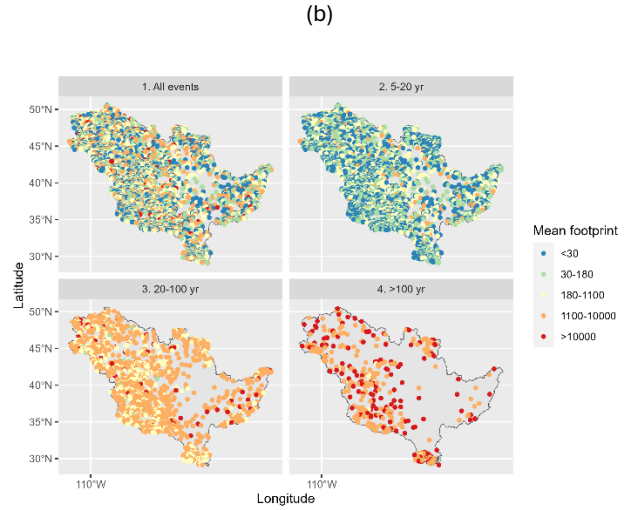 (b)
1. All events
2. 5-20 yr
50°N
45°N
40°N
35°N
30°N
3. 20-100 yr
4. >100 yr
50°N
45°N
40°N
35°N
30°N
110°W
110°W
Latitude
Longitude
Mean footprint
<30
30-180
180-1100
1100-10000
>10000